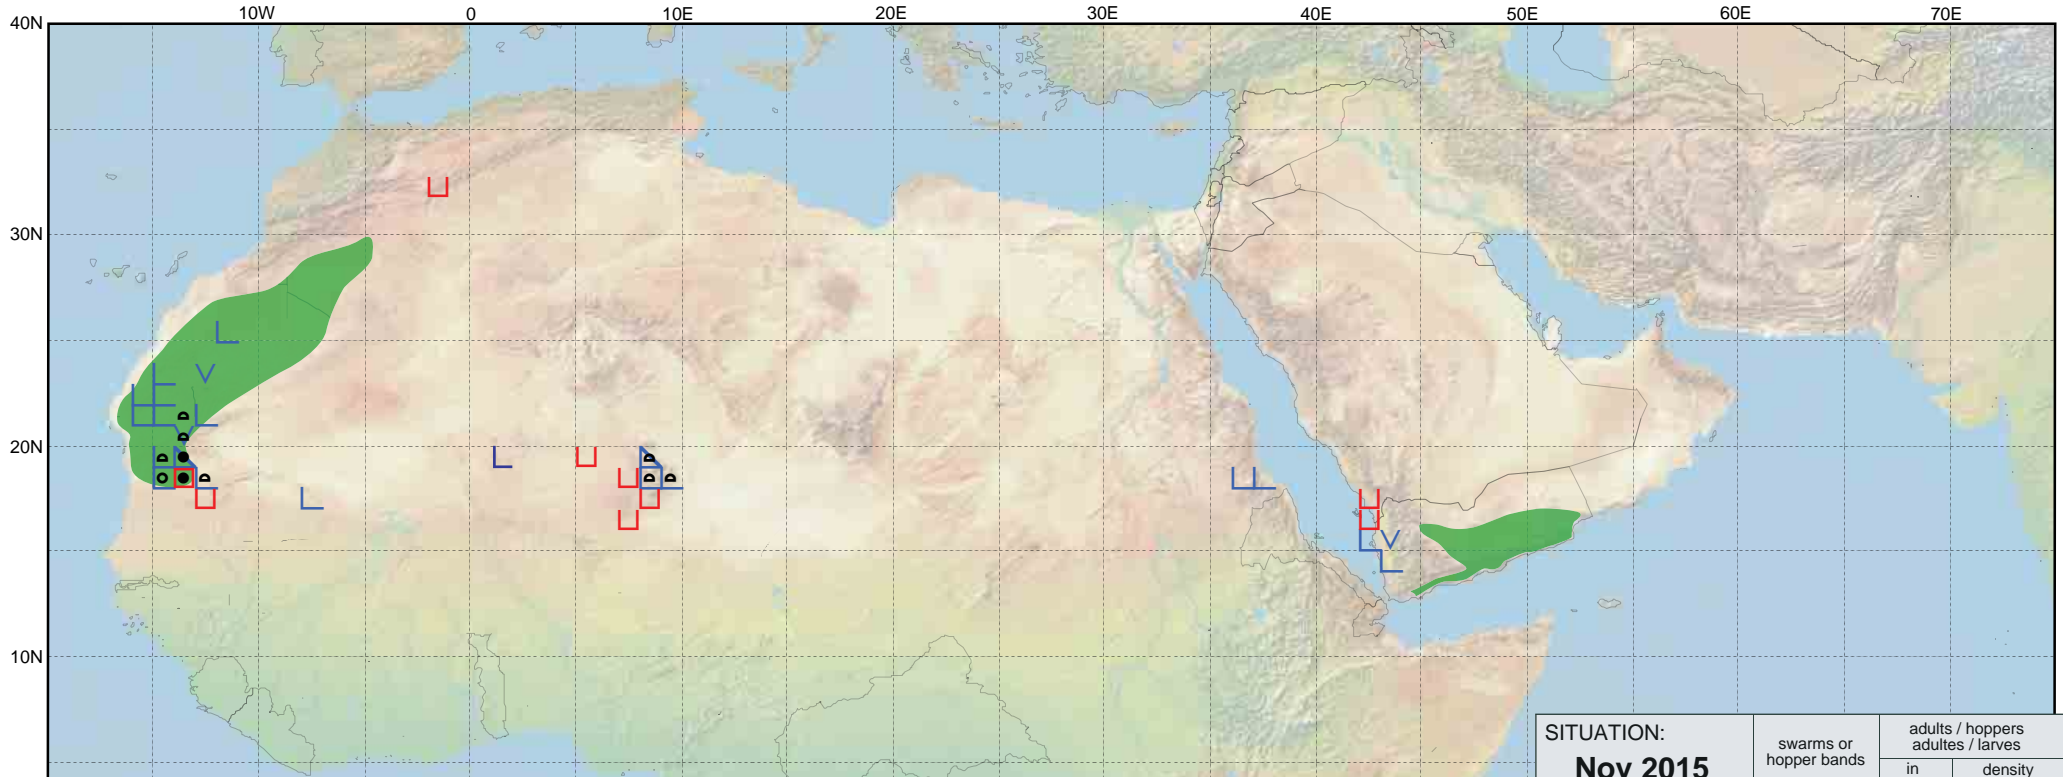 10W 0 10E 20E 30E 40E 50E 60E 70E
40N
30N
20N
10N
D
D
D D
D D D D
SITUATION:
Nov 2015
swarms or
hopper bands
adults / hoppers
adultes / larves
in density